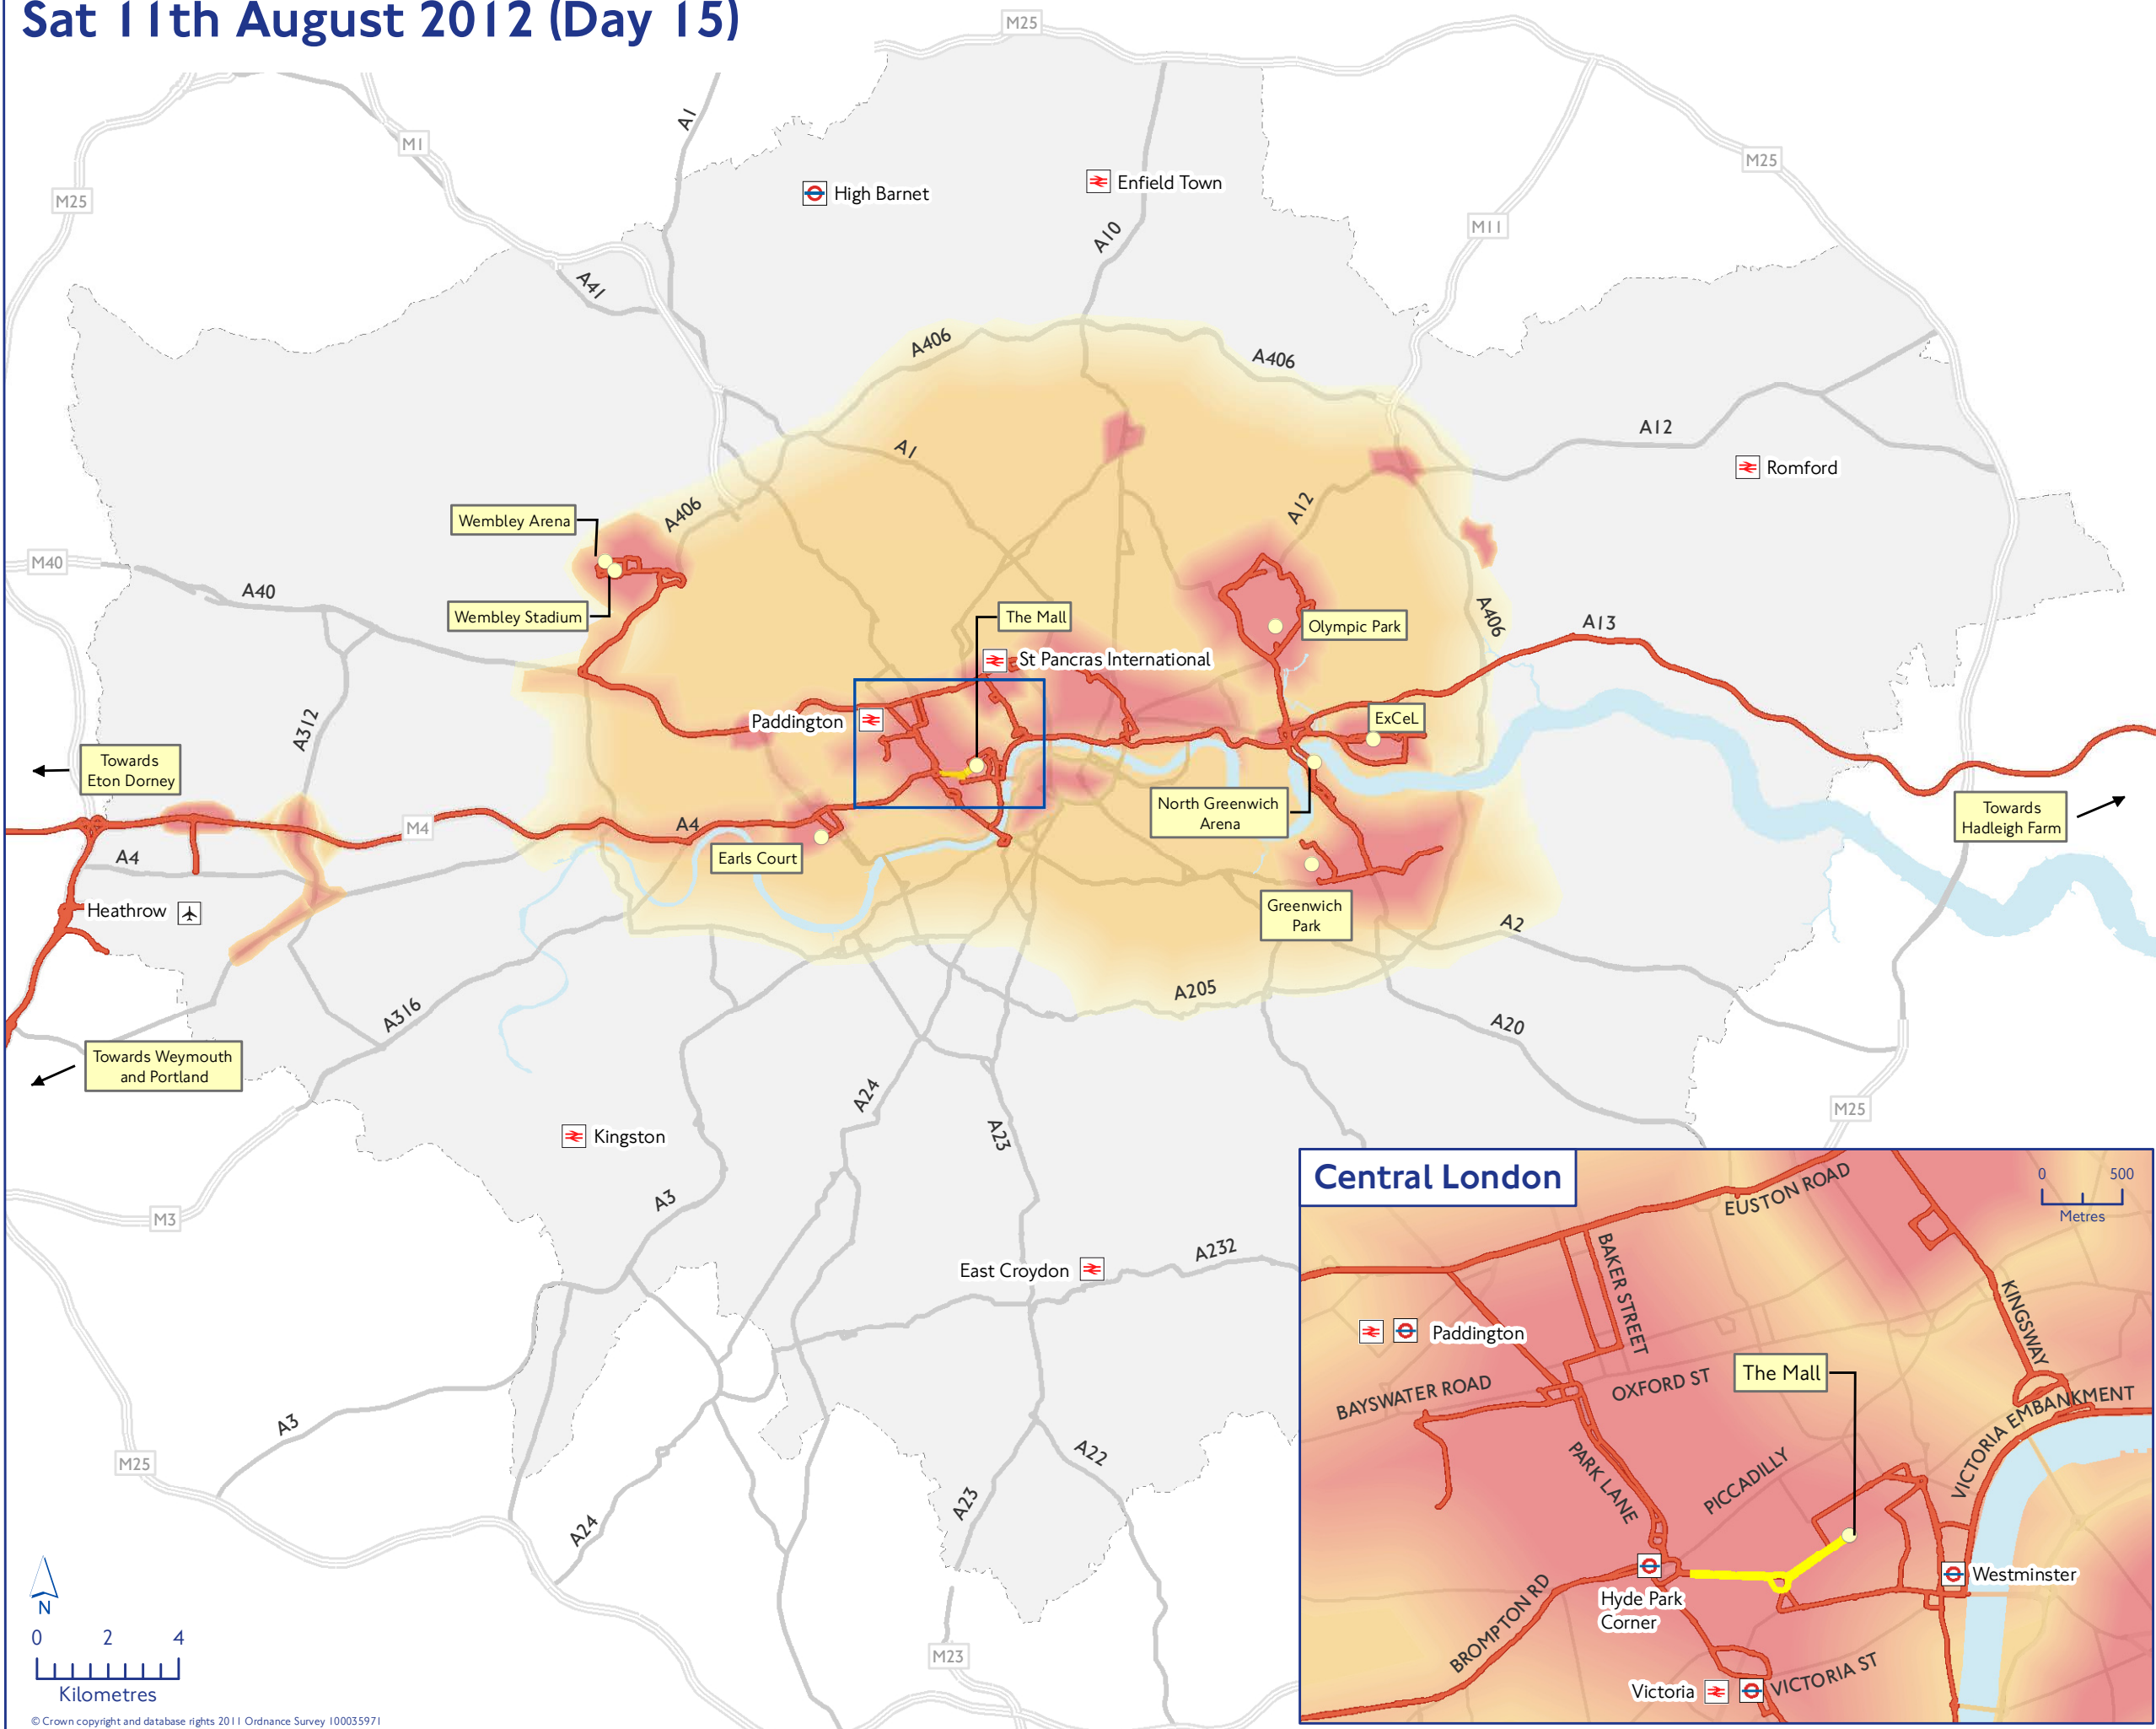 Sat 11th August 2012 (Day 15)
M25
M1
A1
M25
High Barnet
Enfield Town
M25
M11
A10
A41
A406
A406
A1
A12
Romford
Wembley Arena
A406
A12
M40
A40
Wembley Stadium
The Mall
Olympic Park
A406
A13
St Pancras International
Paddington
ExCeL
A312
Towards
Eton Dorney
North Greenwich
Arena
Towards
Hadleigh Farm
M4
A4
A4
Earls Court
Heathrow
Greenwich
Park
A2
A205
A316
A20
Towards Weymouth
and Portland
A24
A23
M25
Kingston
M3
A3
East Croydon
A232
A3
M25
A22
A23
A24
M23
N
0 2 4
Kilometres
© Crown copyright and database rights 2011 Ordnance Survey 100035971
Central London
0 500
Metres
EUSTON ROAD
BAKER STREET
KINGSWAY
Paddington
The Mall
BAYSWATER ROAD
OXFORD ST
VICTORIA EMBANKMENT
PARK LANE
PICCADILLY
Hyde Park
Corner
Westminster
BROMPTON RD
Victoria
VICTORIA ST